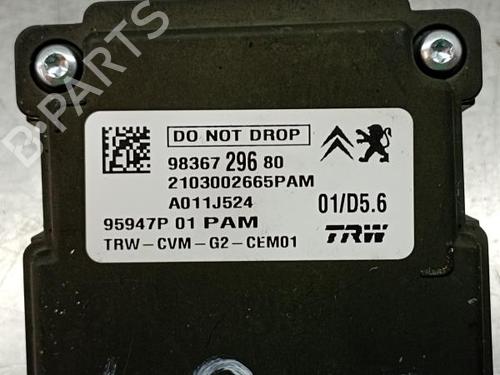 B-PARTS
DO NOT DROP
98367 296 80
2103002665PAM
A011J524
01/D5.6
95947P 01 PAM
TRW-CVM-G2-CEM01
TRW